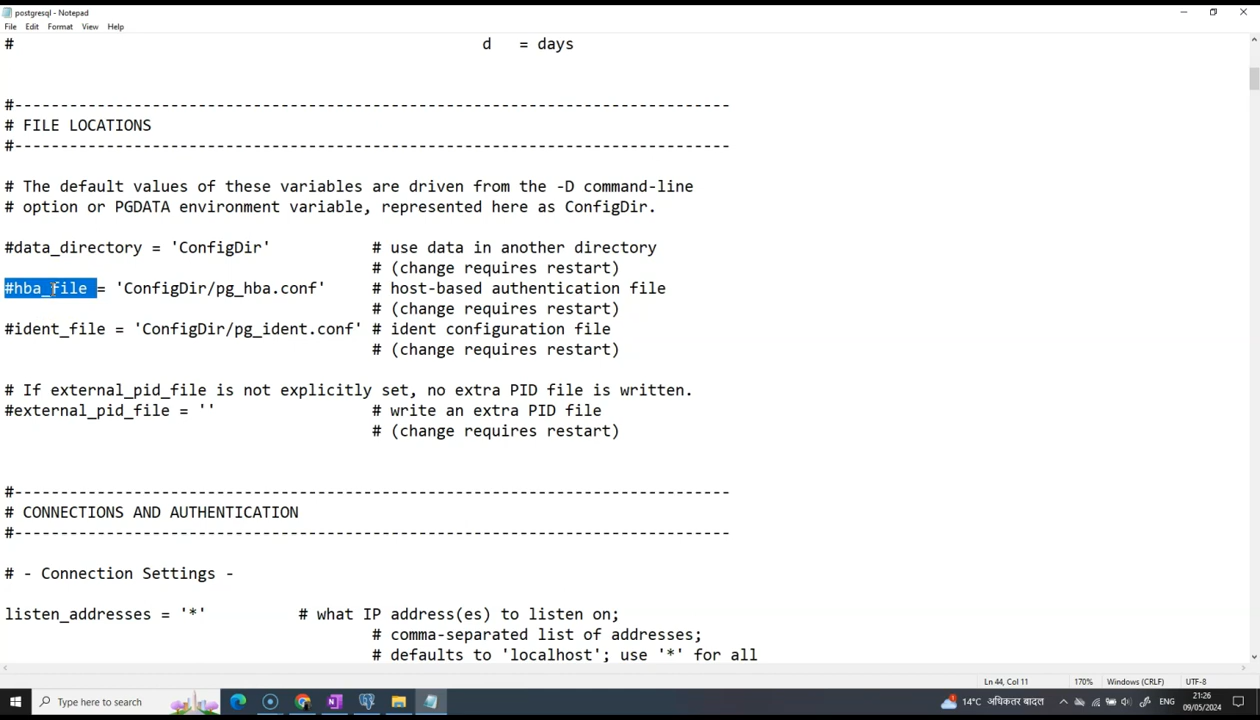 postgresql - Notepad
File Edit Format View Help
# d = days
#------------------------------------------------------------------------------
# FILE LOCATIONS
#------------------------------------------------------------------------------
# The default values of these variables are driven from the -D command-line
# option or PGDATA environment variable, represented here as ConfigDir.
#data_directory = 'ConfigDir' # use data in another directory
# (change requires restart)
#hba_file = 'ConfigDir/pg_hba.conf' # host-based authentication file
# (change requires restart)
#ident_file = 'ConfigDir/pg_ident.conf' # ident configuration file
# (change requires restart)
# If external_pid_file is not explicitly set, no extra PID file is written.
#external_pid_file = '' # write an extra PID file
# (change requires restart)
#------------------------------------------------------------------------------
# CONNECTIONS AND AUTHENTICATION
#------------------------------------------------------------------------------
# - Connection Settings -
listen_addresses = '*' # what IP address(es) to listen on;
# comma-separated list of addresses;
# defaults to 'localhost'; use '*' for all
Ln 44, Col 11 170% Windows (CRLF) UTF-8
Type here to search 14°C अधिकतर बादल ENG 21:26
09/05/2024